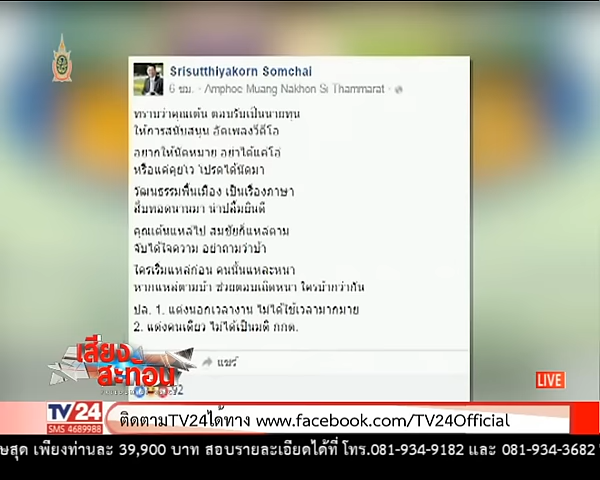 Srisutthiyakorn Somchai
6 ชม. · Amphoe Muang Nakhon Si Thammarat ·
ทราบว่าคุณเต้น ตอบรับเป็นนายทุน
ให้การสนับสนุน อัดเพลงวีดีโอ
อยากให้นัดหมาย อย่าได้แค่โอ่
หรือแค่คุยโว โปรดได้นัดมา
วัฒนธรรมพื้นเมือง เป็นเรื่องภาษา
สืบทอดนานมา น่าปลื้มยินดี
คุณเต้นแหล่ไป สมชัยก็แหล่ตาม
จับได้ใจความ อย่าถามว่าบ้า
ใครเริ่มแหล่ก่อน คนนั้นแหละหนา
หากแหล่ตามบ้า ช่วยตอบเถิดหนา ใครบ้ากว่ากัน
ปล. 1. แต่งนอกเวลางาน ไม่ได้ใช้เวลามากมาย
2. แต่งคนเดียว ไม่ได้เป็นมติ กกต.
แชร์
92
เสียง
สะท้อน
LIVE
TV24
SMS 4689988
ติดตามTV24ได้ทาง www.facebook.com/TV24Official
ษสุด เพียงท่านละ 39,900 บาท สอบรายละเอียดได้ที่ โทร.081-934-9182 และ 081-934-3682